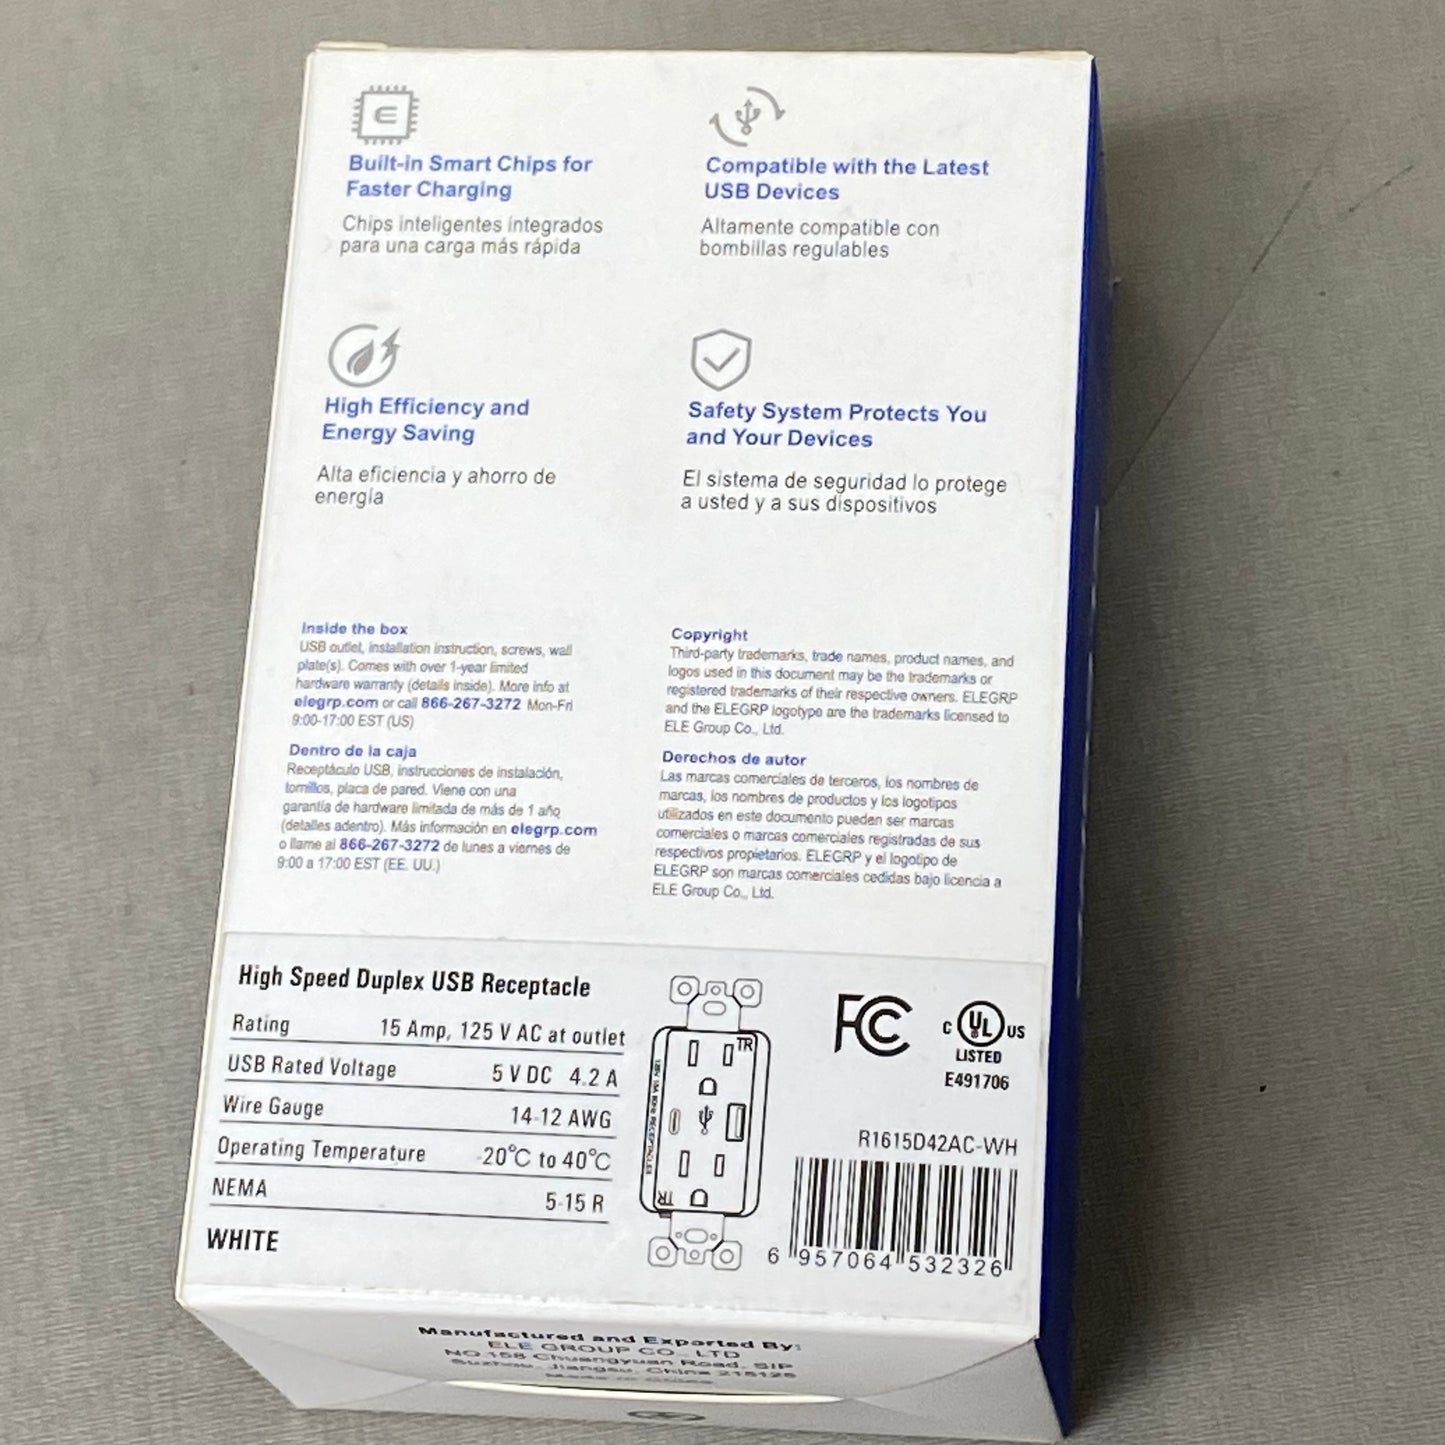 Built-in Smart Chips for
Faster Charging
Chips inteligentes integrados
para una carga más rápida
Compatible with the Latest
USB Devices
Altamente compatible con
bombillas regulables
High Efficiency and
Energy Saving
Alta eficiencia y ahorro de
energía
Safety System Protects You
and Your Devices
El sistema de seguridad lo protege
a usted y a sus dispositivos
Inside the box
USB outlet, installation instruction, screws, wall
plate(s). Comes with over 1-year limited
hardware warranty (details inside). More info at
elegrp.com or call 866-267-3272 Mon-Fri
9:00-17:00 EST (US)
Dentro de la caja
Receptáculo USB, instrucciones de instalación,
tornillos, placa de pared. Viene con una
garantía de hardware limitada de más de 1 año
(detalles adentro). Más información en elegrp.com
o llame al 866-267-3272 de lunes a viernes de
9:00 a 17:00 EST (EE. UU.)
Copyright
Third-party trademarks, trade names, product names, and
logos used in this document may be the trademarks or
registered trademarks of their respective owners. ELEGRP
and the ELEGRP logotype are the trademarks licensed to
ELE Group Co., Ltd.
Derechos de autor
Las marcas comerciales de terceros, los nombres de
marcas, los nombres de productos y los logotipos
utilizados en este documento pueden ser marcas
comerciales o marcas comerciales registradas de sus
respectivos propietarios. ELEGRP y el logotipo de
ELEGRP son marcas comerciales cedidas bajo licencia a
ELE Group Co., Ltd.
High Speed Duplex USB Receptacle
Rating 15 Amp, 125 V AC at outlet
USB Rated Voltage 5 V DC 4.2 A
Wire Gauge 14-12 AWG
Operating Temperature -20°C to 40°C
NEMA 5-15 R
WHITE
TR
TR
FC
C UL US
LISTED
E491706
R1615D42AC-WH
6 957064 532326
Manufactured and Exported By:
ELE GROUP CO., LTD
NO.158 Chuangyuan Road, SIP
Suzhou, Jiangsu, China 215125
Made in China